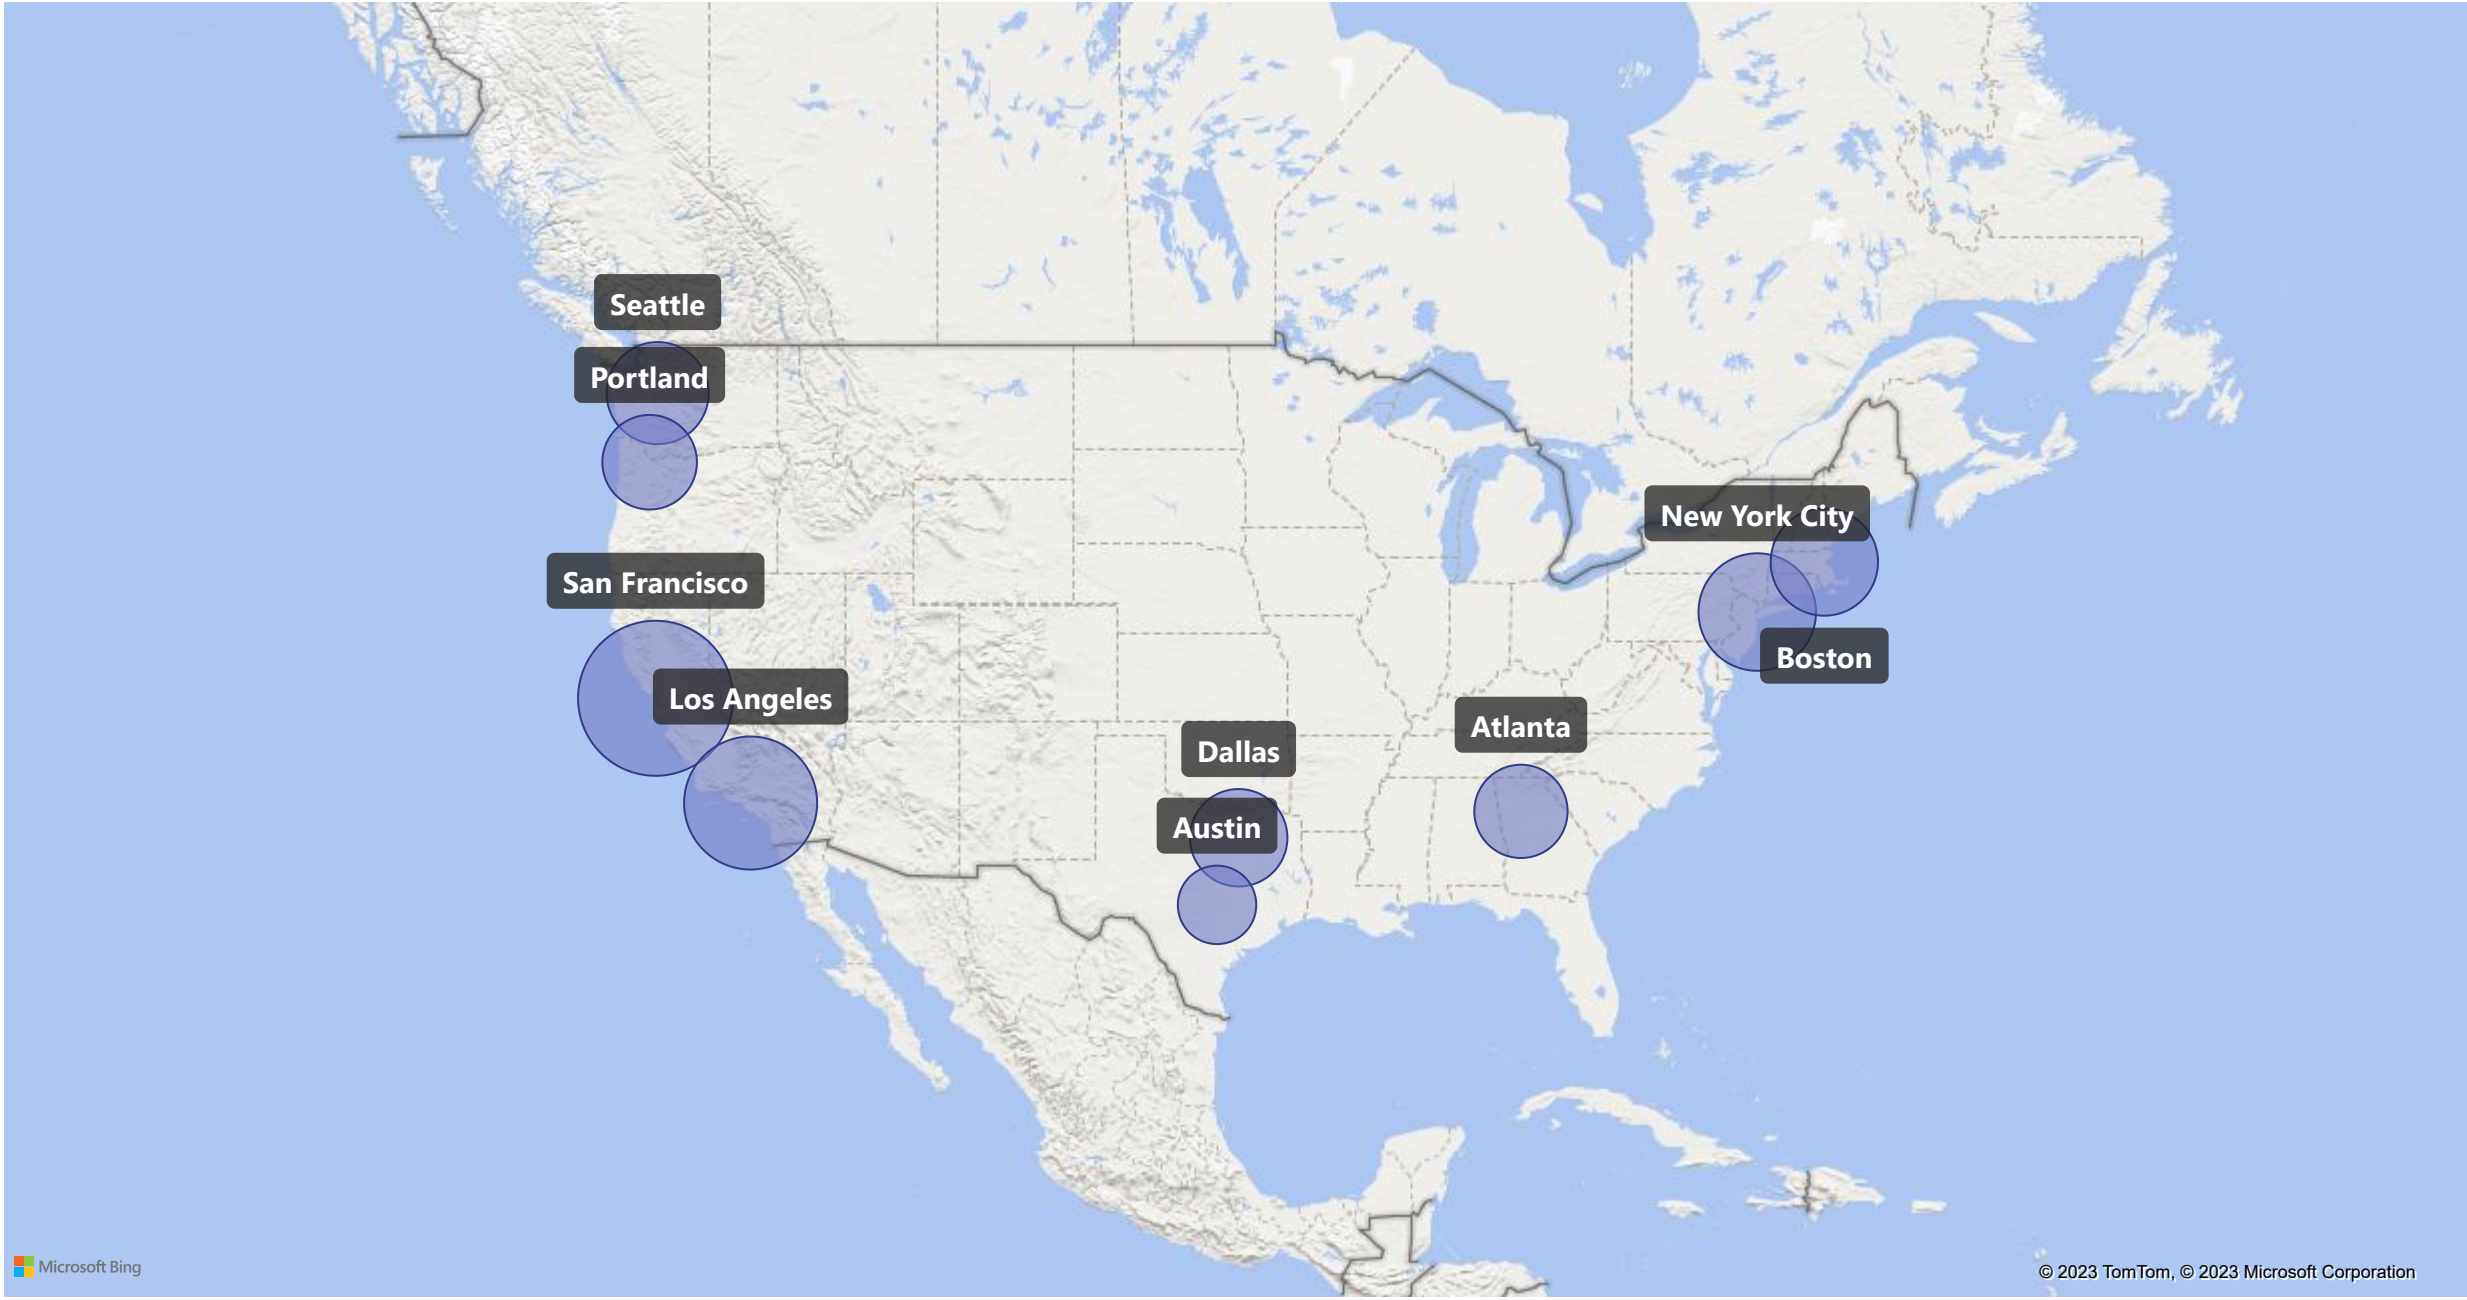 Seattle
Portland
New York City
San Francisco
Boston
Los Angeles
Atlanta
Dallas
Austin
Microsoft Bing
© 2023 TomTom, © 2023 Microsoft Corporation